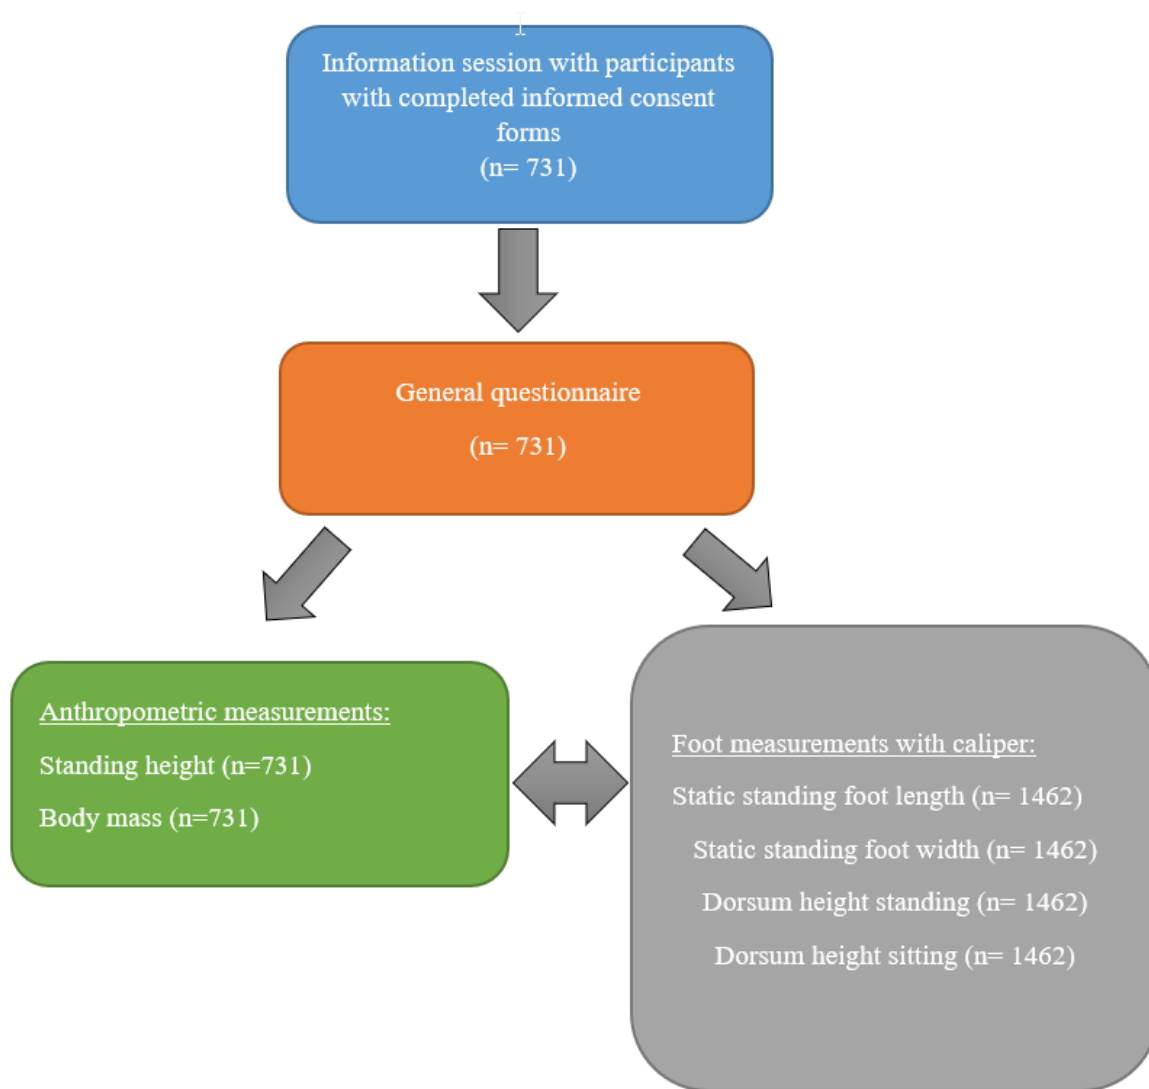 Information session with participants
with completed informed consent
forms
(n= 731)
General questionnaire
(n= 731)
Anthropometric measurements:
Standing height (n=731)
Body mass (n=731)
Foot measurements with caliper:
Static standing foot length (n= 1462)
Static standing foot width (n= 1462)
Dorsum height standing (n= 1462)
Dorsum height sitting (n= 1462)